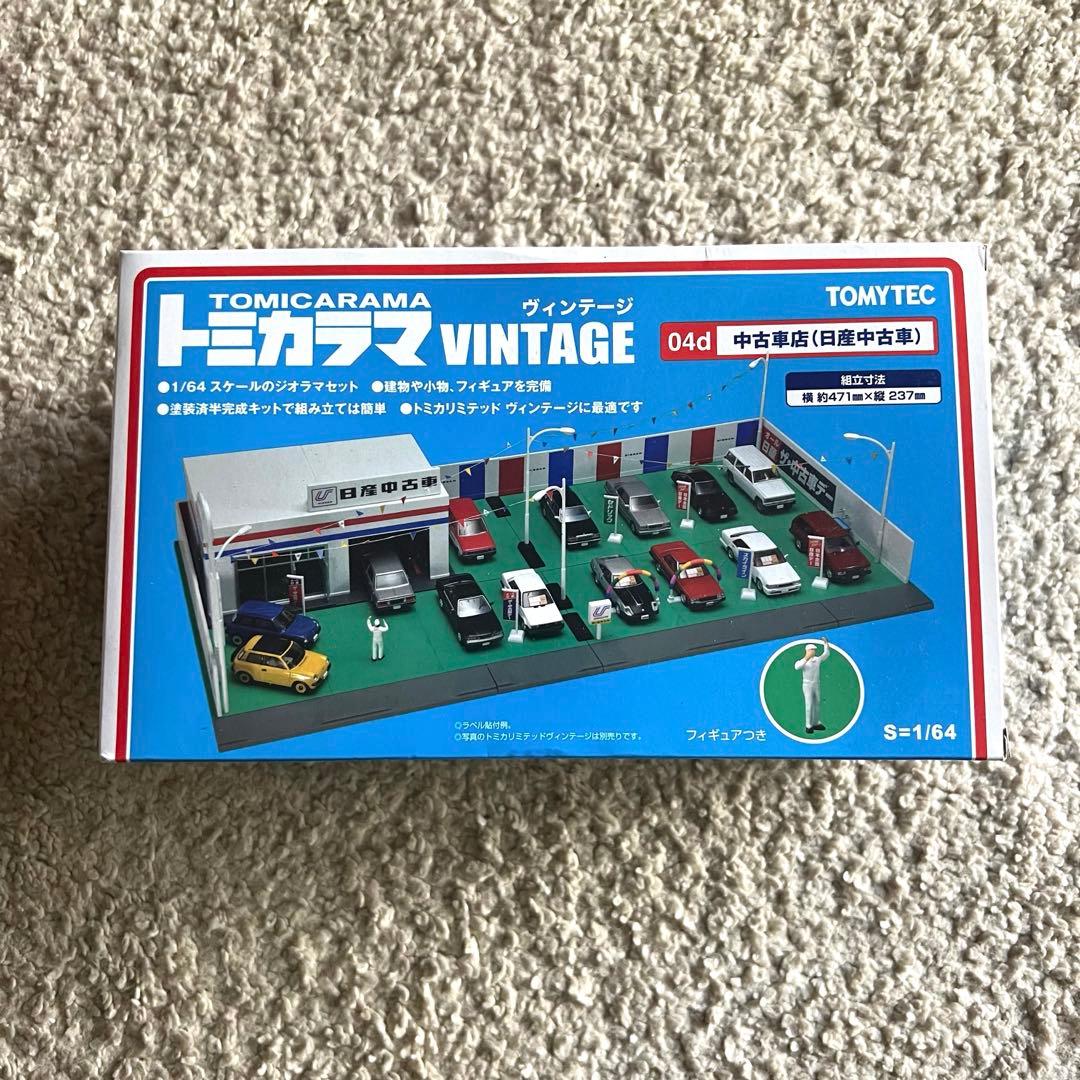 TOMICARAMA
トミカラマ
ヴィンテージ
VINTAGE
TOMYTEC
04d 中古車店(日産中古車)
●1/64 スケールのジオラマセット ●建物や小物、フィギュアを完備
●塗装済半完成キットで組み立ては簡単 ●トミカリミテッド ヴィンテージに最適です
組立寸法
横 約471㎜×縦 237㎜
日産中古車
スカイライン
◎ラベル貼付例。
◎写真のトミカリミテッドヴィンテージは別売りです。
フィギュアつき
S=1/64